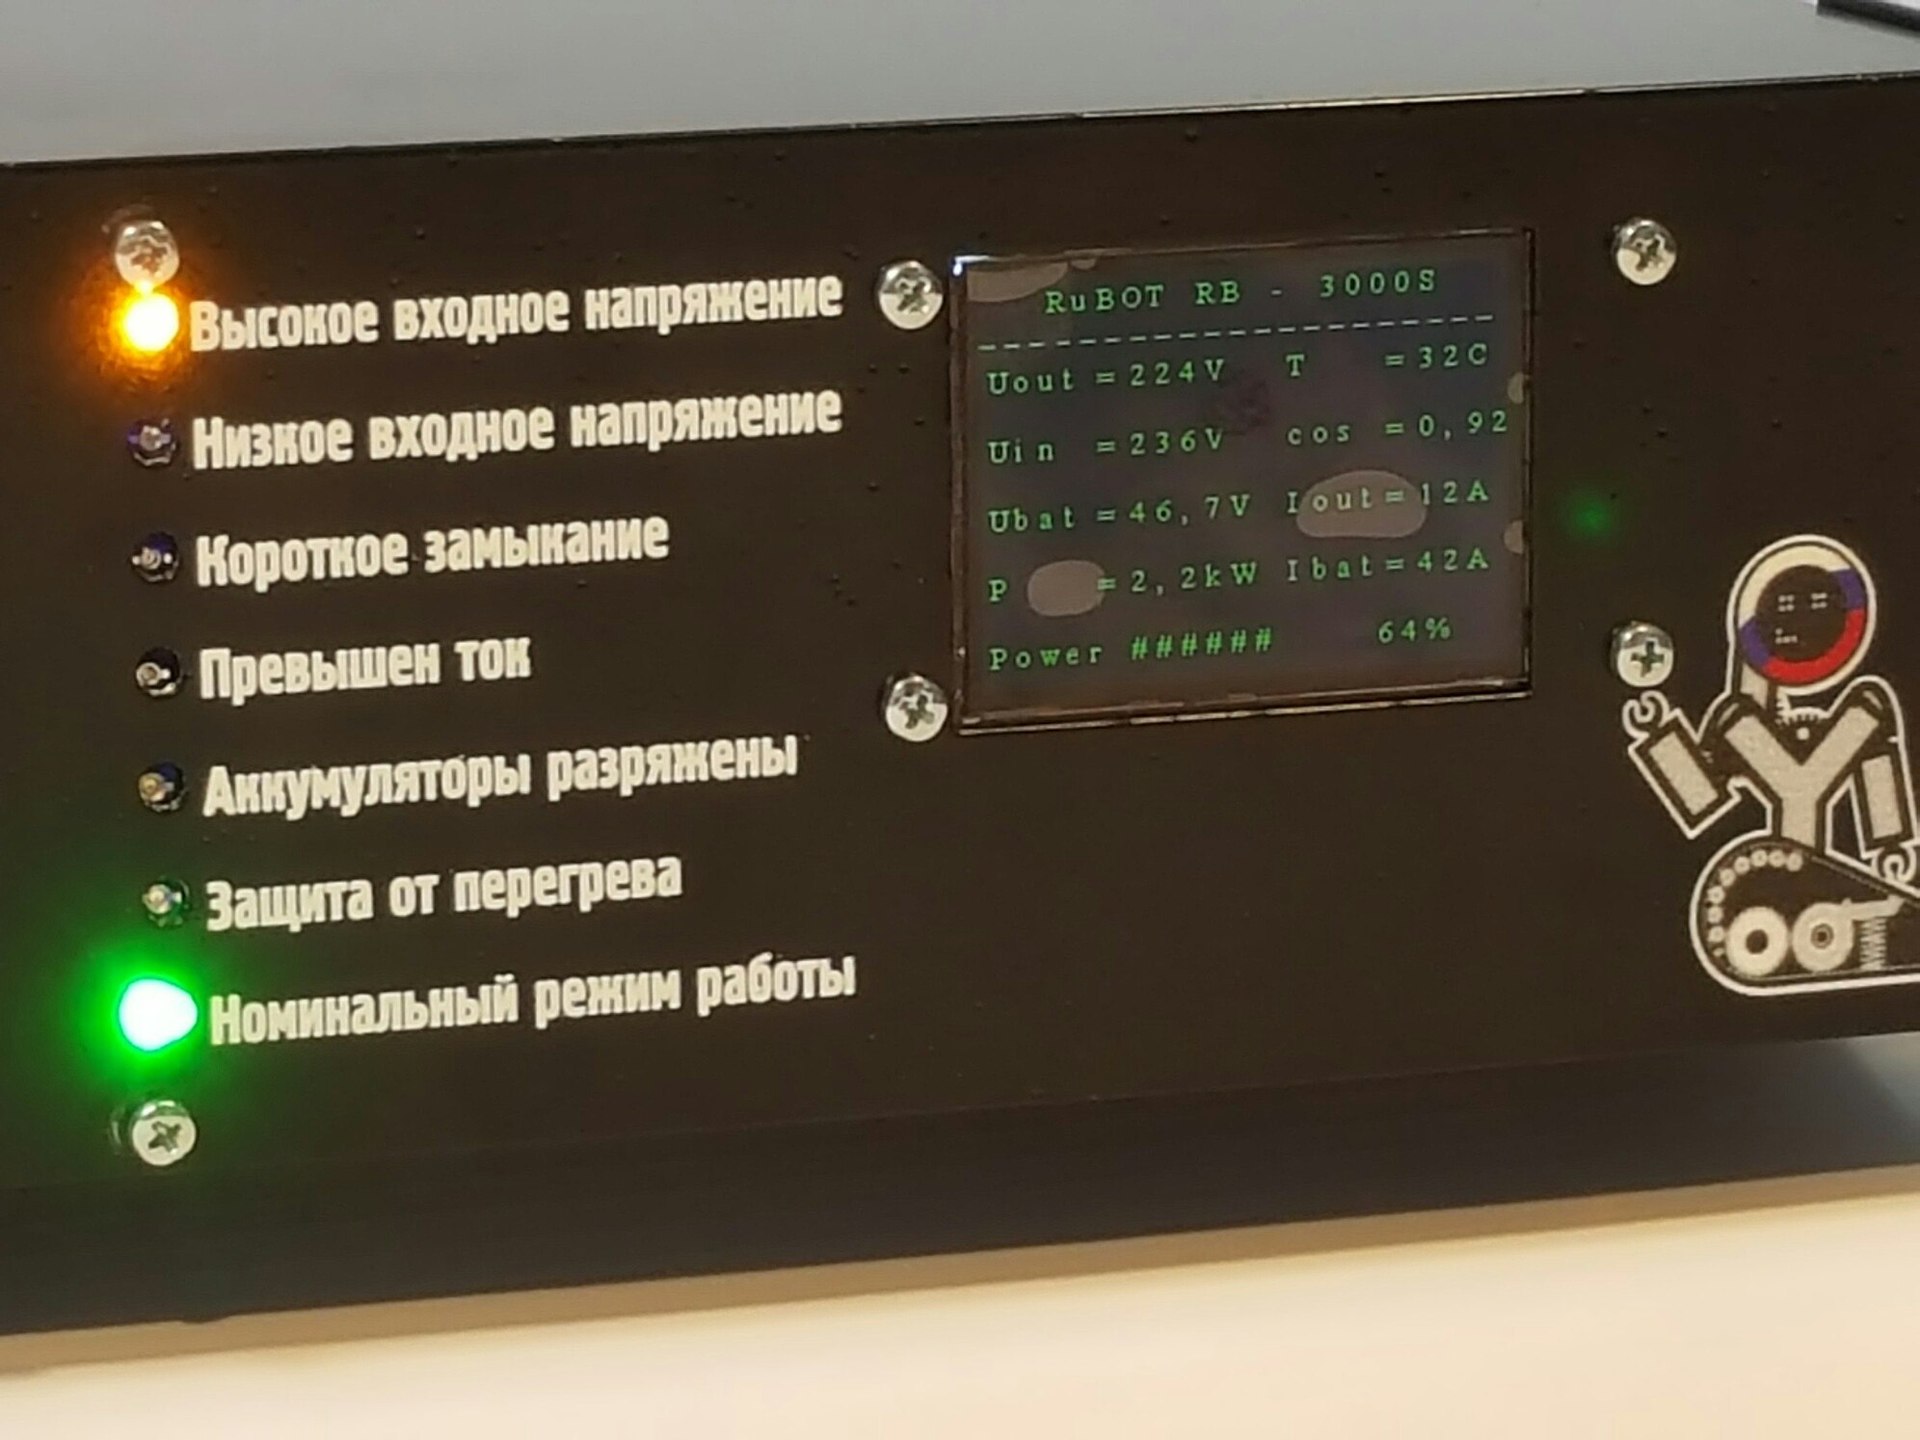 Высокое входное напряжение
Низкое входное напряжение
Короткое замыкание
Превышен ток
Аккумуляторы разряжены
Защита от перегрева
Номинальный режим работы
RuBOT RB - 3000S
--------------------
Uout =224V T =32C
Uin =236V cos =0,92
Ubat =46,7V Iout=12A
P =2,2kW Ibat=42A
Power ###### 64%